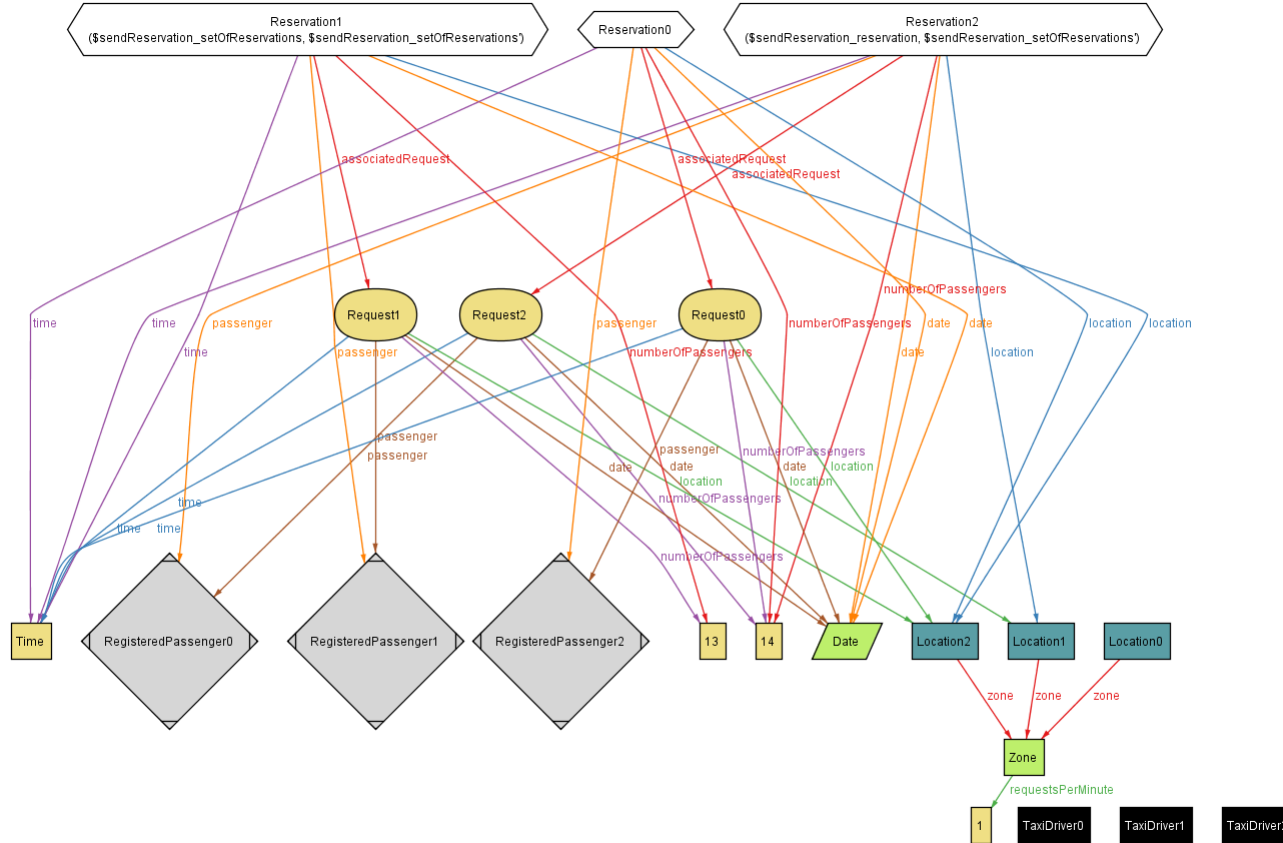 Reservation1
($sendReservation_setOfReservations, $sendReservation_setOfReservations')
Reservation0
Reservation2
($sendReservation_reservation, $sendReservation_setOfReservations')
associatedRequest
associatedRequest
associatedRequest
numberOfPassengers
Request1
Request2
Request0
time
time
passenger
passenger
numberOfPassengers
date
date
location
location
time
passenger
numberOfPassengers
date
location
passenger
passenger
passenger
numberOfPassengers
date
date
date
location
location
location
time
numberOfPassengers
time
time
numberOfPassengers
Time
RegisteredPassenger0
RegisteredPassenger1
RegisteredPassenger2
13
14
Date
Location2
Location1
Location0
zone
zone
zone
Zone
requestsPerMinute
1
TaxiDriver0
TaxiDriver1